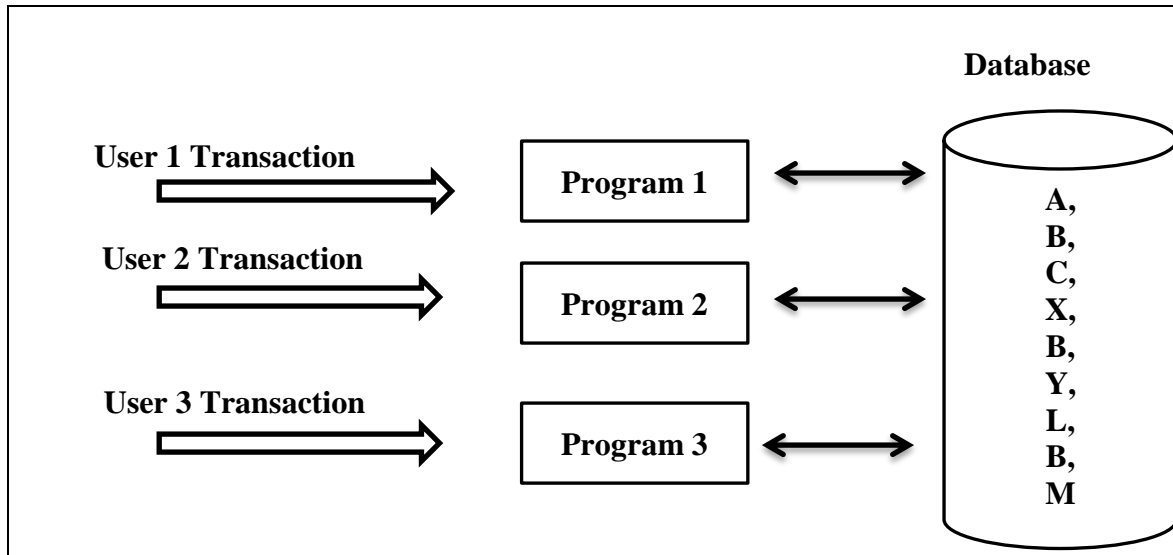 Database
User 1 Transaction
Program 1
User 2 Transaction
Program 2
User 3 Transaction
Program 3
A,
B,
C,
X,
B,
Y,
L,
B,
M